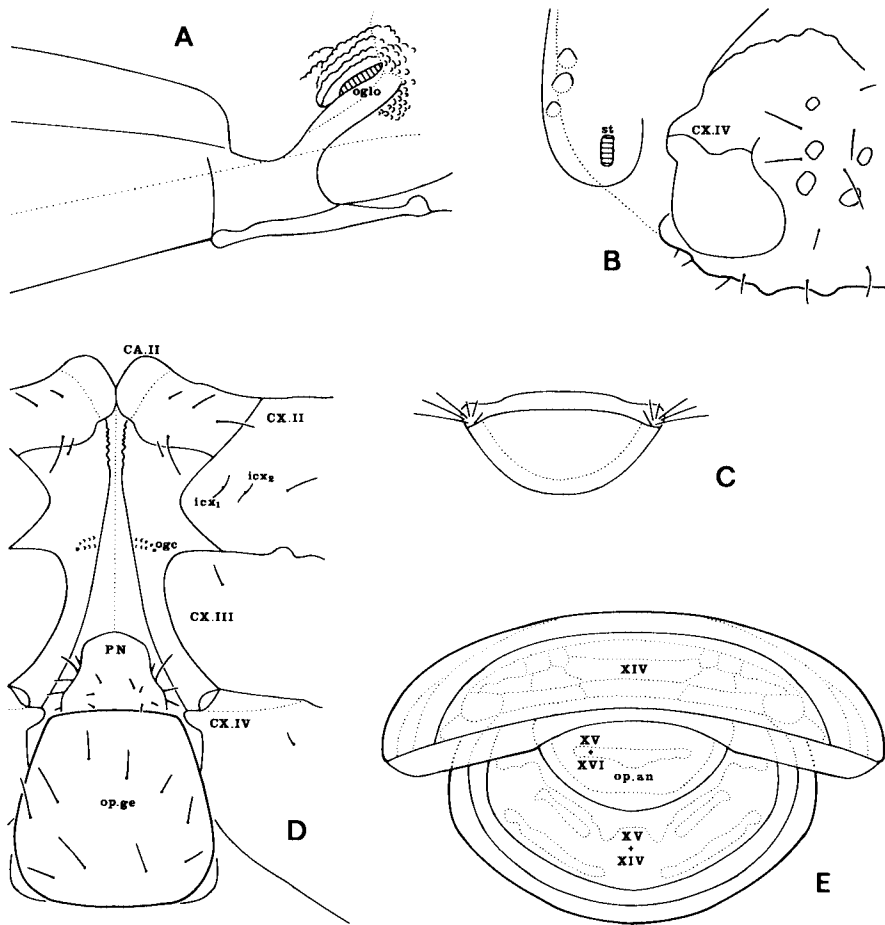 A
oglo
B
st
CX.IV
C
D
CA.II
CX.II
icx1
icx2
ogc
CX.III
PN
CX.IV
op.ge
E
XIV
XV
+
XVI
op.an
XV
+
XIV